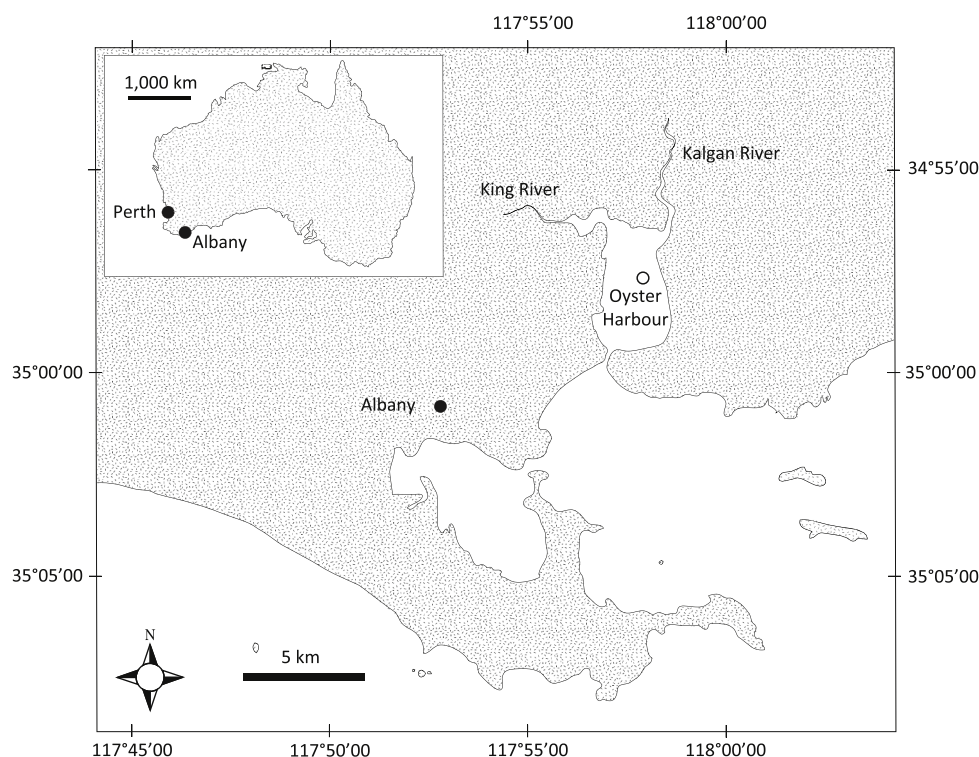 117°55′00 118°00′00
1,000 km
Perth
Albany
Kalgan River
34°55′00
King River
Oyster
Harbour
35°00′00 35°00′00
Albany
35°05′00 35°05′00
N
5 km
117°45′00 117°50′00 117°55′00 118°00′00